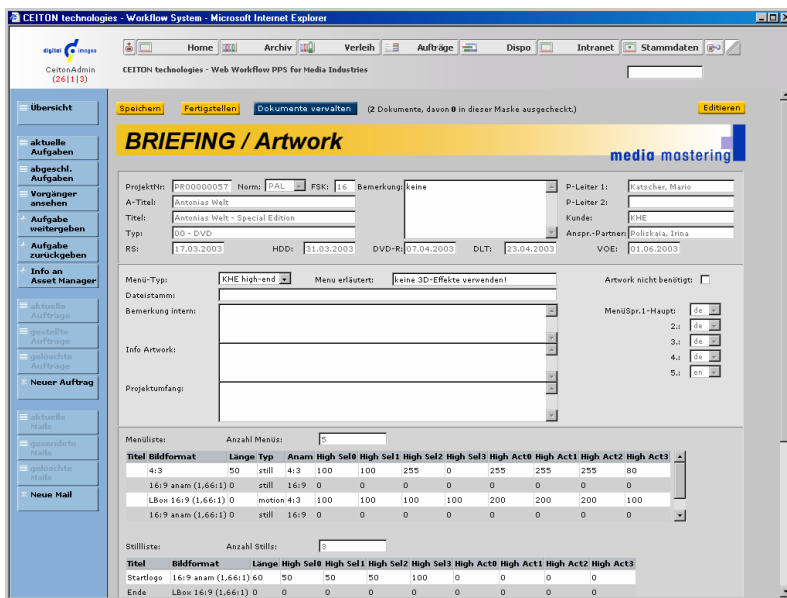 CEITON technologies - Workflow System - Microsoft Internet Explorer
digital images
Home Archiv Verleih Aufträge Dispo Intranet Stammdaten
CeitonAdmin
(26|1|3)
CEITON technologies - Web Workflow PPS for Media Industries
Übersicht
aktuelle Aufgaben
abgeschl. Aufgaben
Vorgänger ansehen
Aufgabe weitergeben
Aufgabe zurückgeben
Info an Asset Manager
aktuelle Aufträge
gestellte Aufträge
gelöschte Aufträge
Neuer Auftrag
aktuelle Mails
gesendete Mails
gelöschte Mails
Neue Mail
Speichern Fertigstellen Dokumente verwalten (2 Dokumente, davon 0 in dieser Maske ausgecheckt.) Editieren
BRIEFING / Artwork
media mastering
ProjektNr: PR00000057 Norm: PAL FSK: 16 Bemerkung: keine P-Leiter 1: Katscher, Mario
A-Titel: Antonias Welt P-Leiter 2:
Titel: Antonias Welt - Special Edition Kunde: KHE
Typ: 00 - DVD Anspr.-Partner: Poliskaia, Irina
RS: 17.03.2003 HDD: 31.03.2003 DVD-R: 07.04.2003 DLT: 23.04.2003 VOE: 01.06.2003
Menü-Typ: KHE high-end Menu erläutert: keine 3D-Effekte verwenden! Artwork nicht benötigt:
Dateistamm:
Bemerkung intern: MenüSpr.1-Haupt: de
2.: de
3.: de
Info Artwork: 4.: de
5.: en
Projektumfang:
Menüliste: Anzahl Menüs: 5
Titel Bildformat Länge Typ Anam High Sel0 High Sel1 High Sel2 High Sel3 High Act0 High Act1 High Act2 High Act3
4:3 50 still 4:3 100 100 255 0 255 255 255 80
16:9 anam (1,66:1) 0 still 16:9 0 0 0 0 0 0 0 0
LBox 16:9 (1,66:1) 0 motion 4:3 100 100 100 100 200 200 200 100
16:9 anam (1,66:1) 0 still 16:9 0 0 0 0 0 0 0 0
Stillliste: Anzahl Stills: 3
Titel Bildformat Länge High Sel0 High Sel1 High Sel2 High Sel3 High Act0 High Act1 High Act2 High Act3
Startlogo 16:9 anam (1,66:1) 60 50 50 50 100 0 0 0 0
Ende LBox 16:9 (1,66:1) 0 0 0 0 0 0 0 0 0